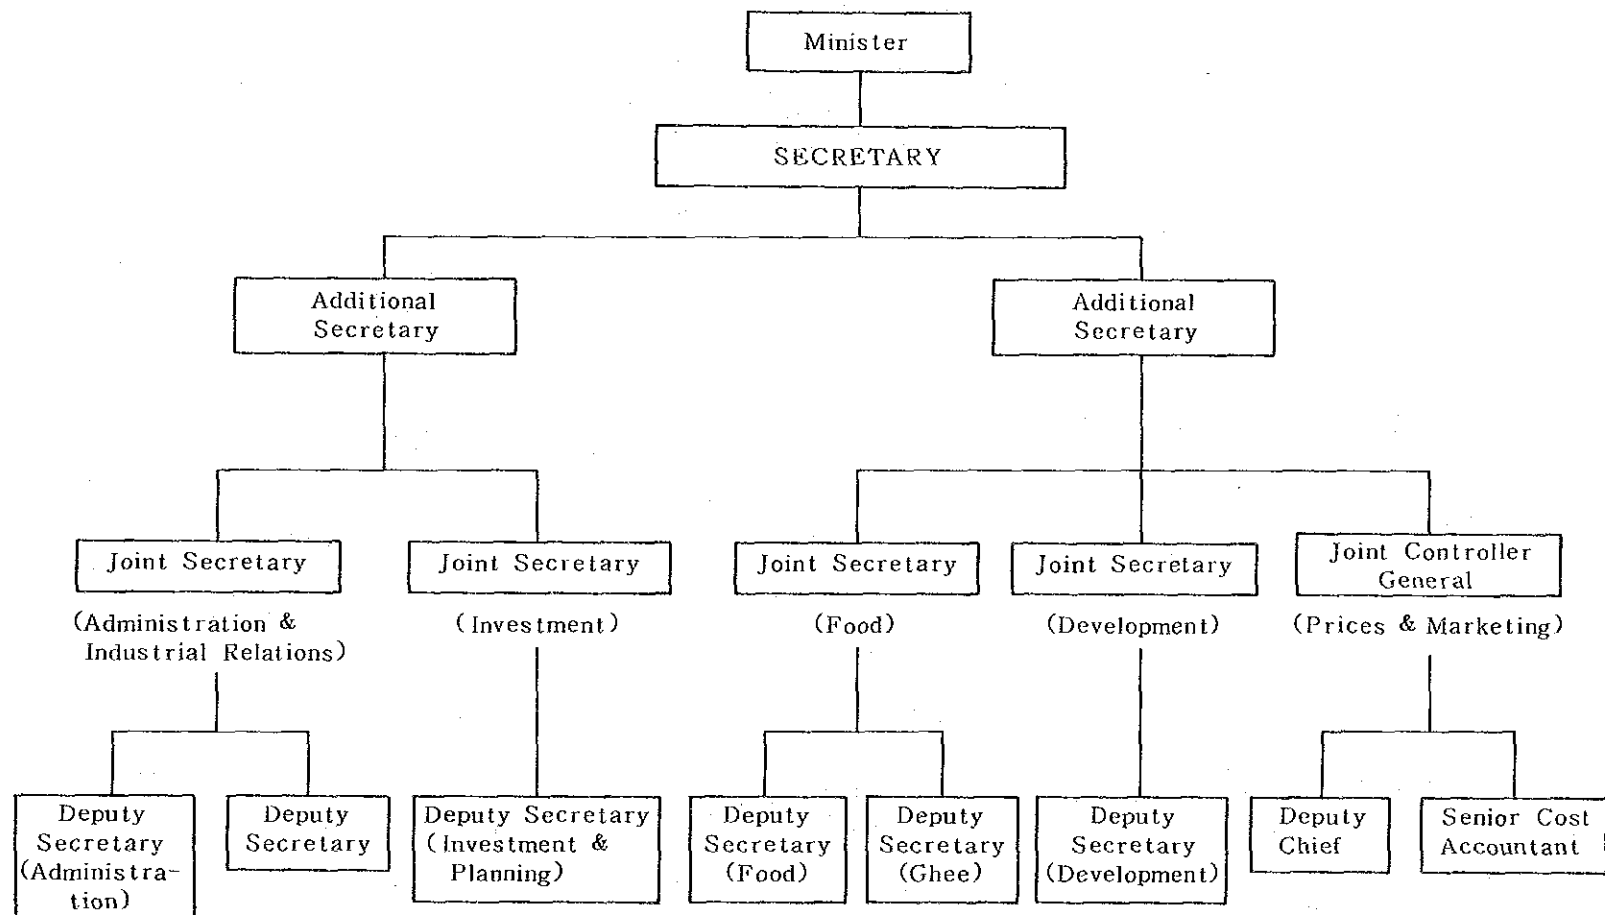 Minister
SECRETARY
Additional
Secretary
Additional
Secretary
Joint Secretary
(Administration &
Industrial Relations)
Joint Secretary
(Investment)
Joint Secretary
(Food)
Joint Secretary
(Development)
Joint Controller
General
(Prices & Marketing)
Deputy
Secretary
(Administra-
tion)
Deputy
Secretary
Deputy Secretary
(Investment &
Planning)
Deputy
Secretary
(Food)
Deputy
Secretary
(Ghee)
Deputy
Secretary
(Development)
Deputy
Chief
Senior Cost
Accountant